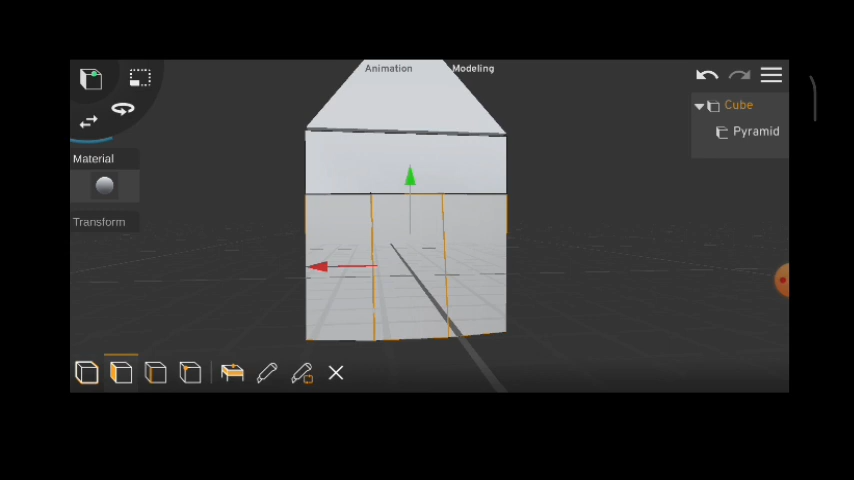 Animation Modeling
Cube
Pyramid
Material
Transform